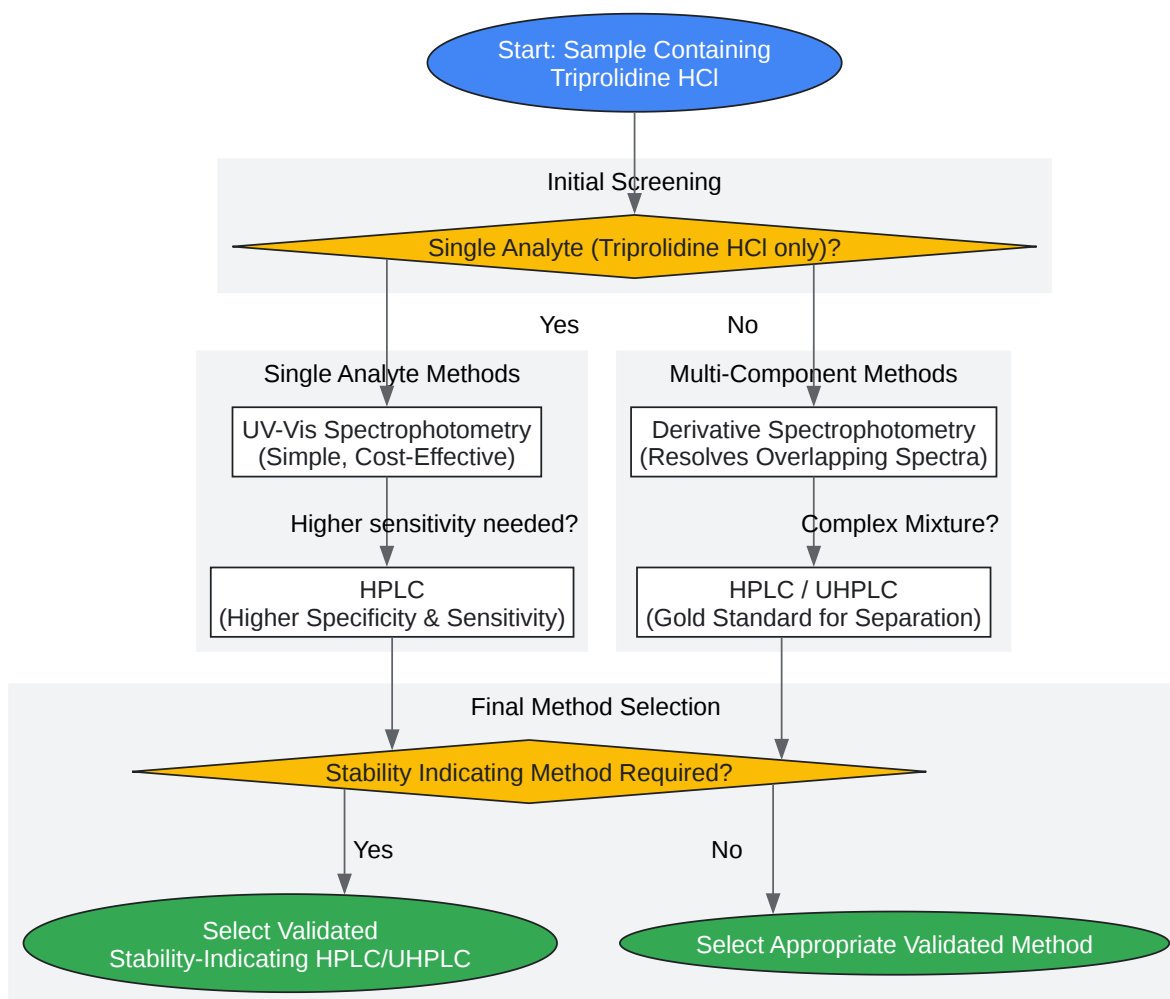 Start: Sample Containing
Triprolidine HCl
Initial Screening
Single Analyte (Triprolidine HCl only)?
Yes
No
Single Analyte Methods
Multi-Component Methods
UV-Vis Spectrophotometry
(Simple, Cost-Effective)
Derivative Spectrophotometry
(Resolves Overlapping Spectra)
Higher sensitivity needed?
Complex Mixture?
HPLC
(Higher Specificity & Sensitivity)
HPLC / UHPLC
(Gold Standard for Separation)
Final Method Selection
Stability Indicating Method Required?
Yes
No
Select Validated
Stability-Indicating HPLC/UHPLC
Select Appropriate Validated Method